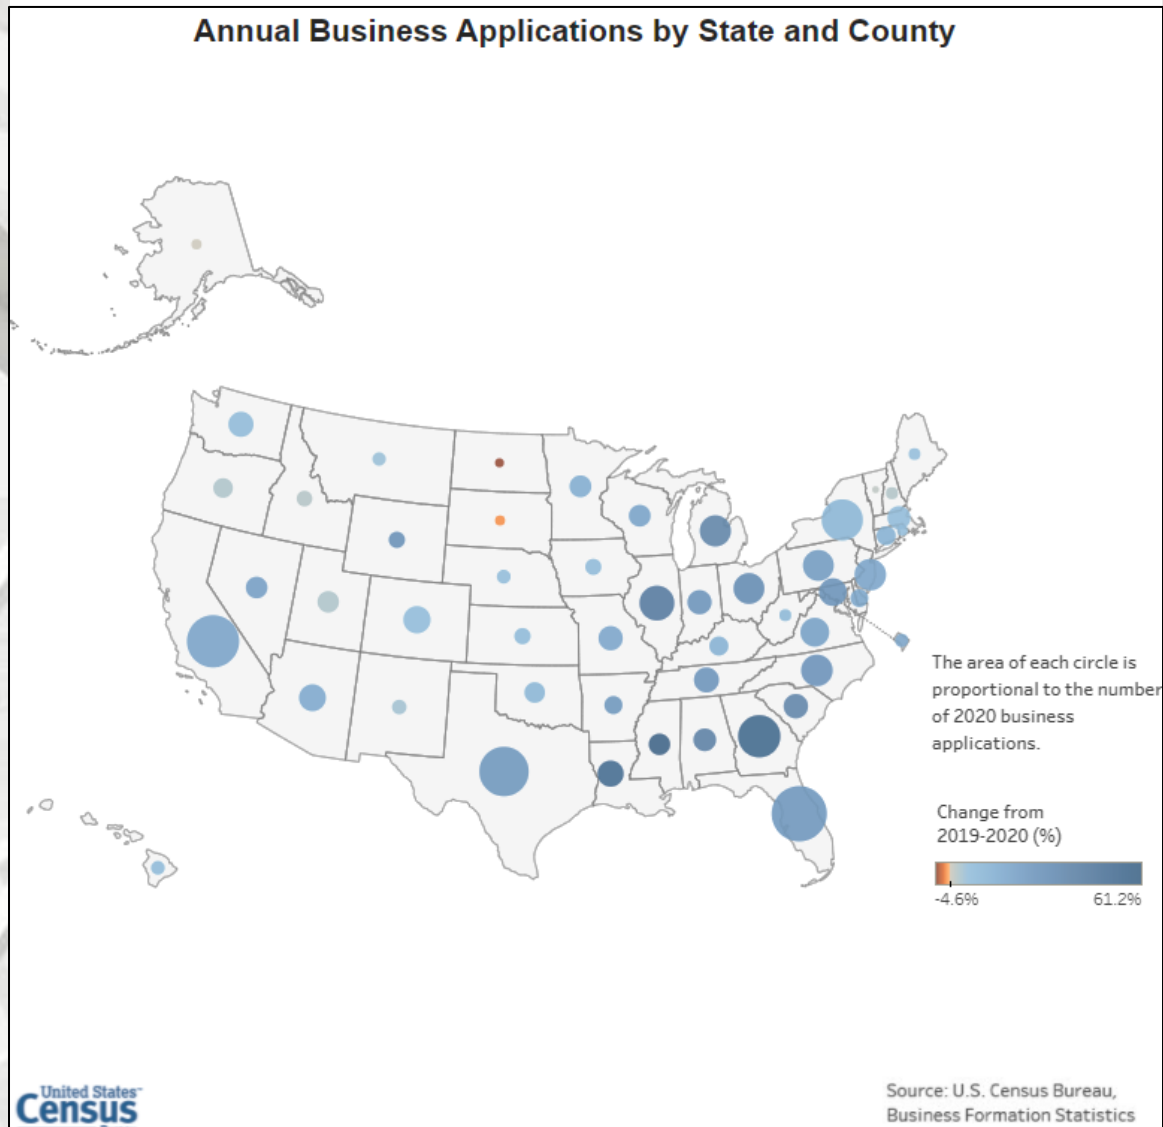 Annual Business Applications by State and County
The area of each circle is
proportional to the number
of 2020 business
applications.
Change from
2019-2020 (%)
-4.6%
61.2%
United States™
Census
Source: U.S. Census Bureau,
Business Formation Statistics